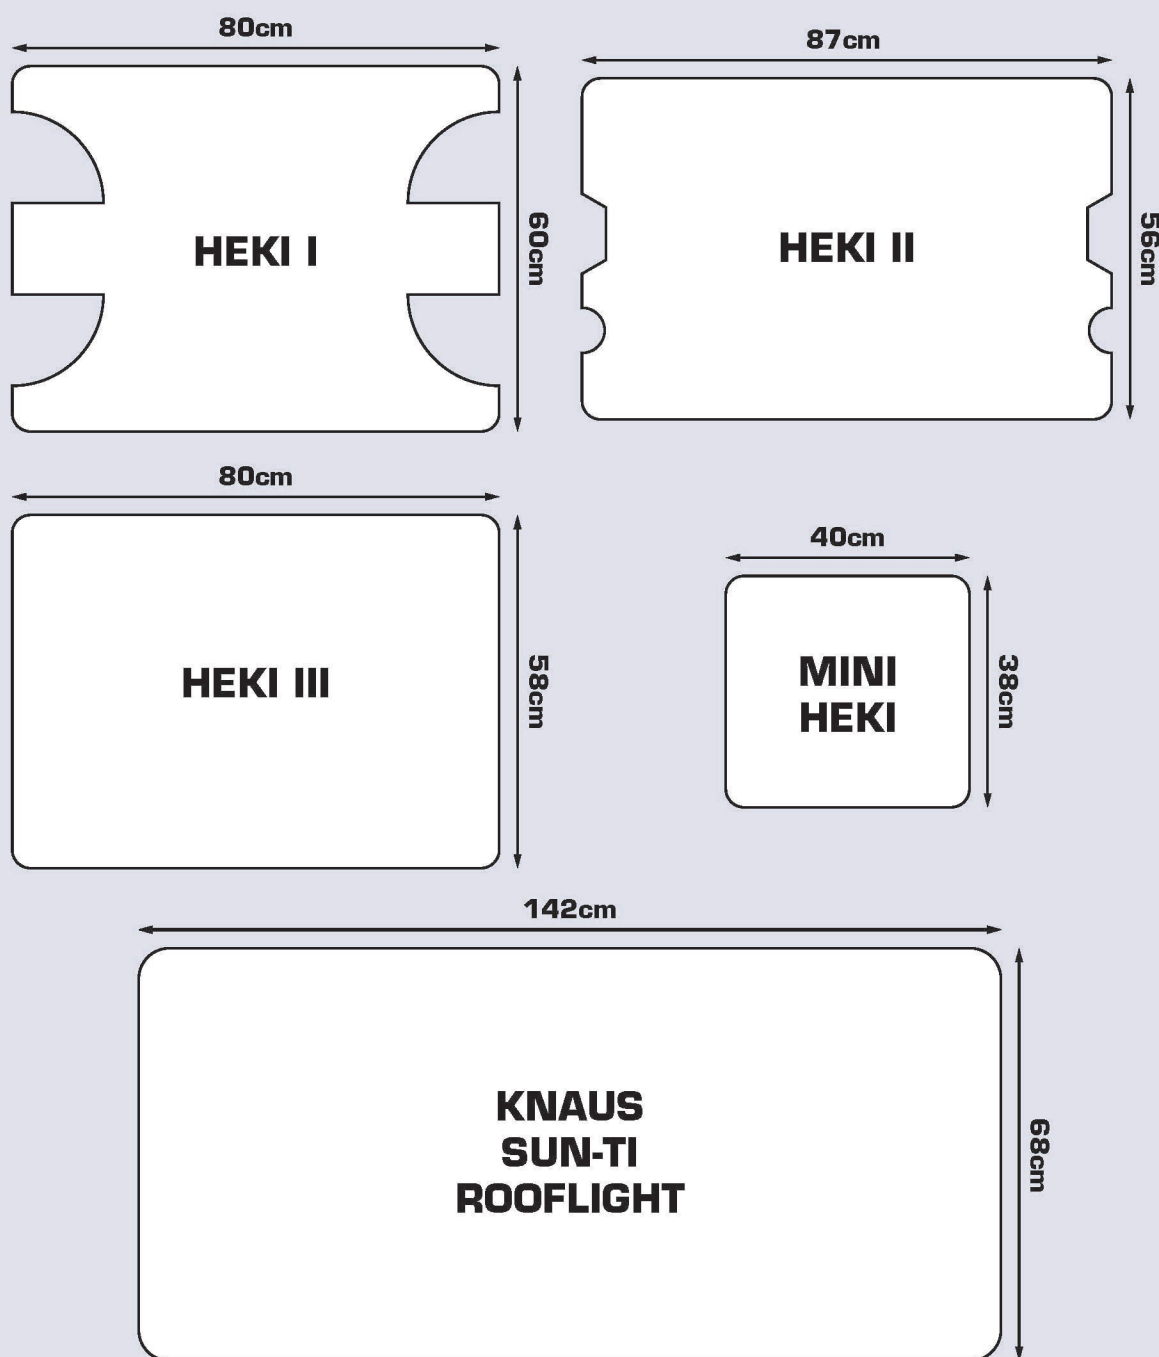 80cm
87cm
HEKI I
60cm
HEKI II
56cm
80cm
HEKI III
58cm
40cm
MINI
HEKI
38cm
142cm
KNAUS
SUN-TI
ROOFLIGHT
68cm